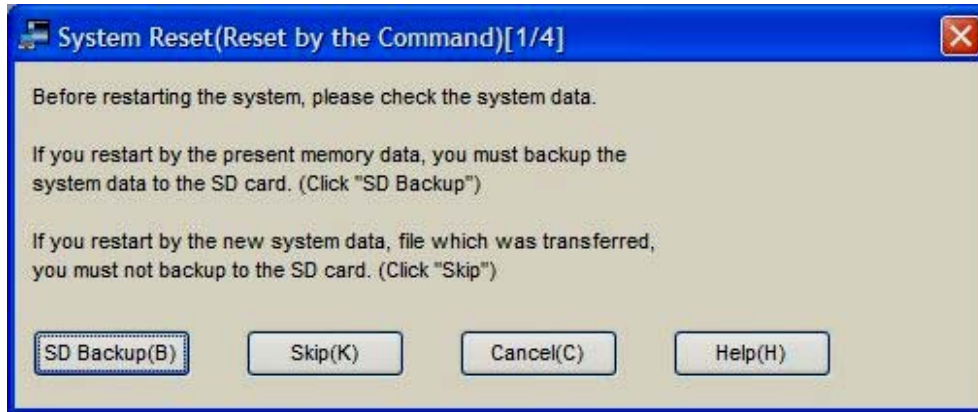 System Reset(Reset by the Command)[1/4]
Before restarting the system, please check the system data.
If you restart by the present memory data, you must backup the
system data to the SD card. (Click "SD Backup")
If you restart by the new system data, file which was transferred,
you must not backup to the SD card. (Click "Skip")
SD Backup(B) Skip(K) Cancel(C) Help(H)